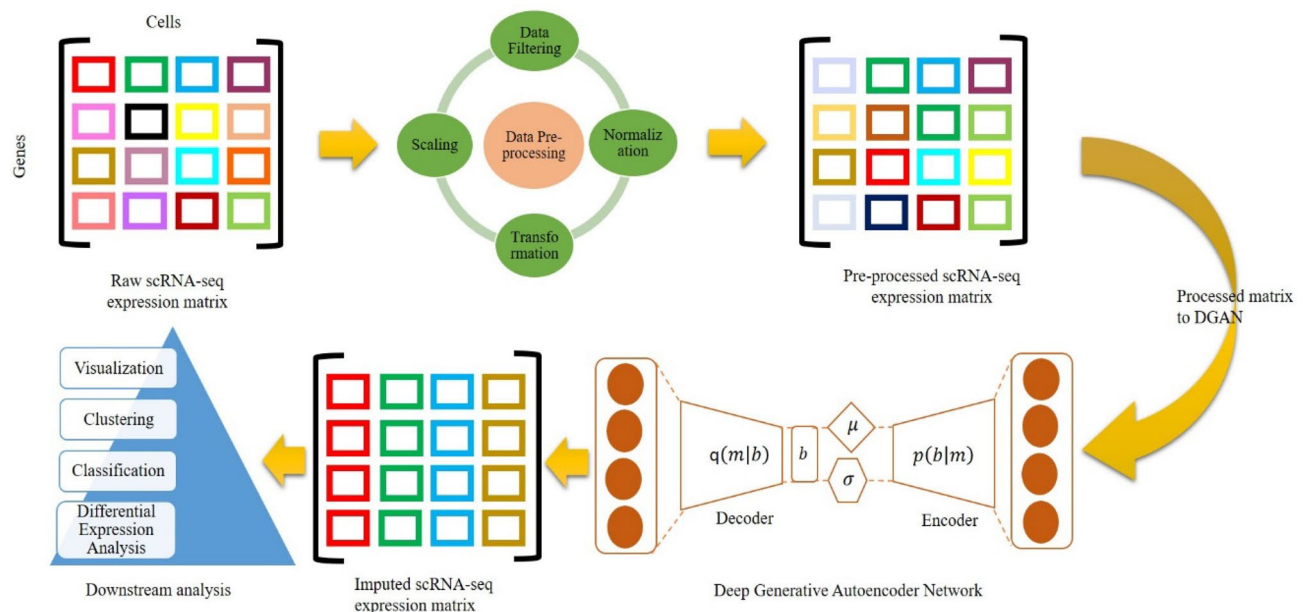 Cells
Genes
Raw scRNA-seq
expression matrix
Data
Filtering
Scaling
Data Pre-
processing
Normaliz
ation
Transfo
rmation
Pre-processed scRNA-seq
expression matrix
Processed matrix
to DGAN
Visualization
Clustering
Classification
Differential
Expression
Analysis
Downstream analysis
Imputed scRNA-seq
expression matrix
q(m|b)
b
μ
σ
p(b|m)
Decoder
Encoder
Deep Generative Autoencoder Network